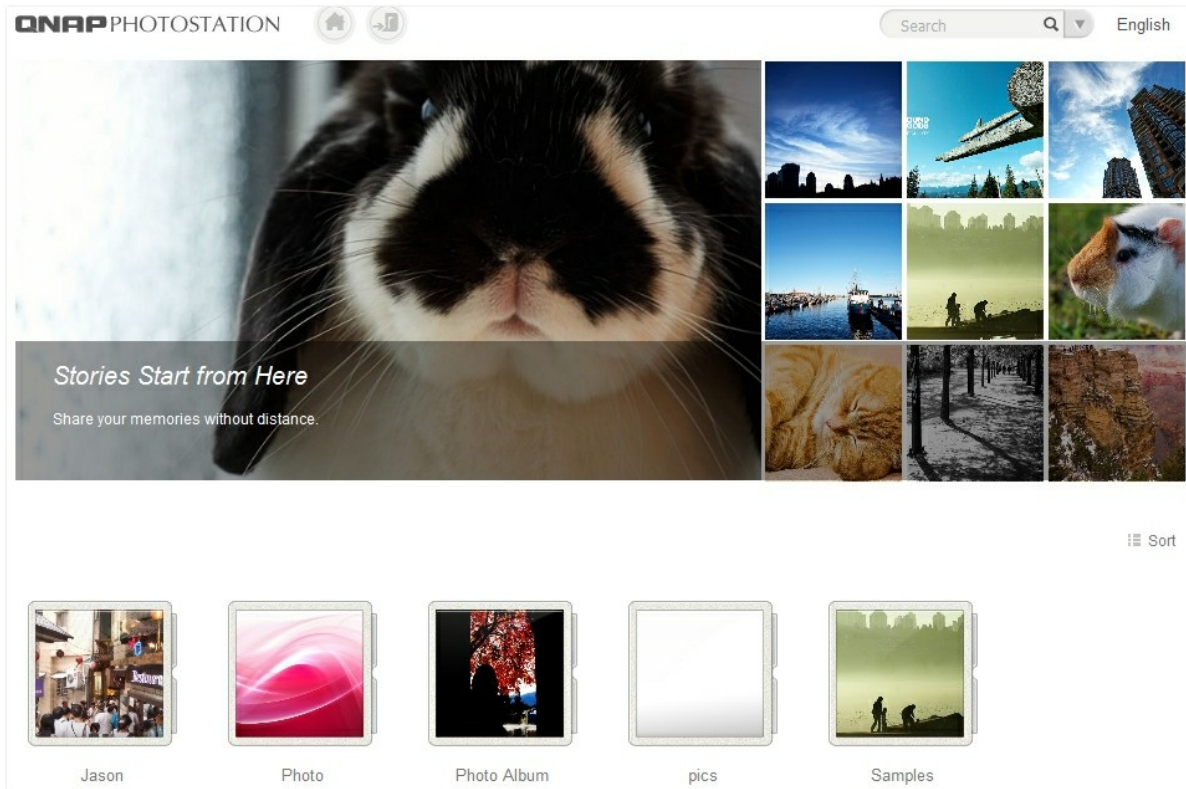 QNAP PHOTOSTATION
Search
English
Stories Start from Here
Share your memories without distance.
Sort
Jason
Photo
Photo Album
pics
Samples